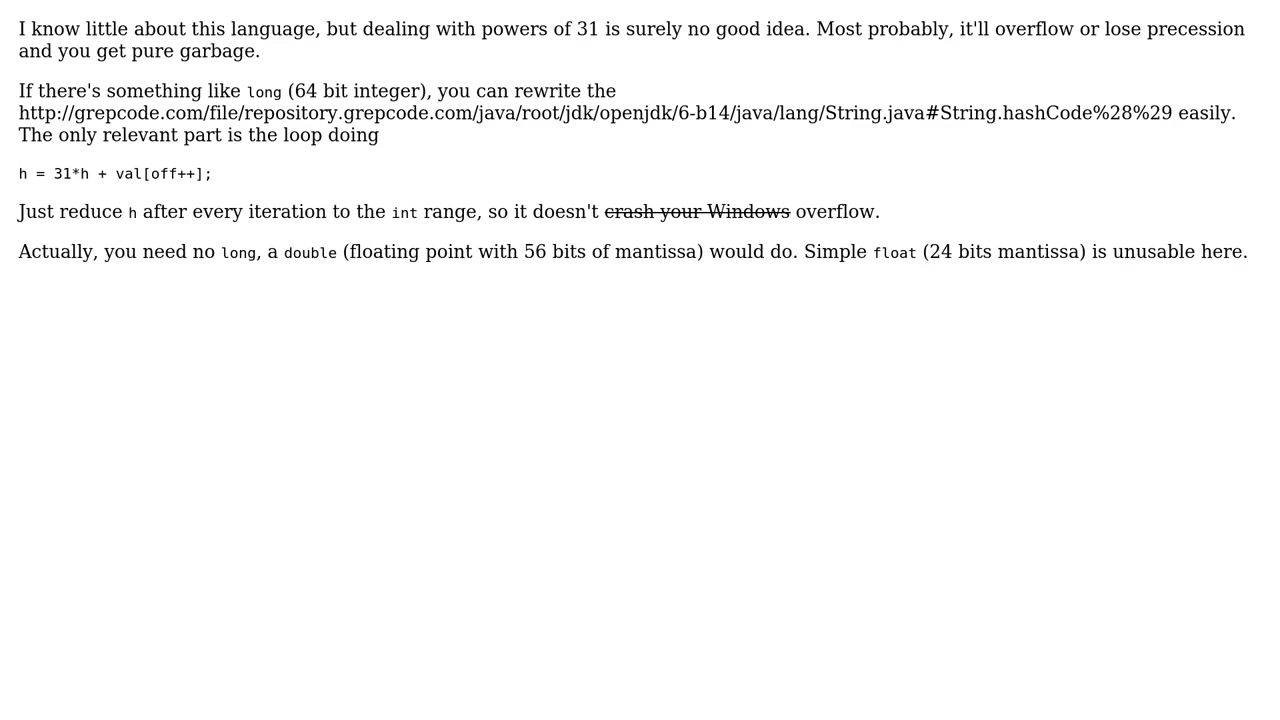 I know little about this language, but dealing with powers of 31 is surely no good idea. Most probably, it'll overflow or lose precession
and you get pure garbage.
If there's something like long (64 bit integer), you can rewrite the
http://grepcode.com/file/repository.grepcode.com/java/root/jdk/openjdk/6-b14/java/lang/String.java#String.hashCode%28%29 easily.
The only relevant part is the loop doing
h = 31*h + val[off++];
Just reduce h after every iteration to the int range, so it doesn't crash your Windows overflow.
Actually, you need no long, a double (floating point with 56 bits of mantissa) would do. Simple float (24 bits mantissa) is unusable here.